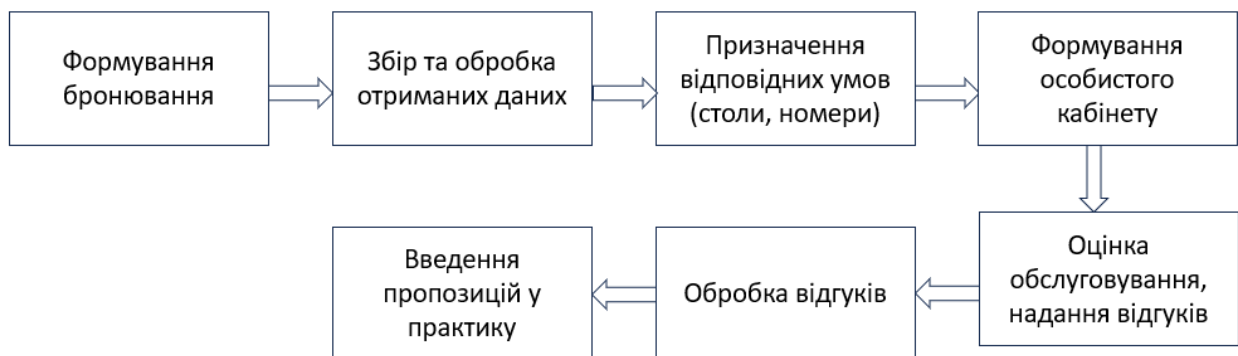 Формування
бронювання
Збір та обробка
отриманих даних
Призначення
відповідних умов
(столи, номери)
Формування
особистого
кабінету
Оцінка
обслуговування,
надання відгуків
Обробка відгуків
Введення
пропозицій у
практику